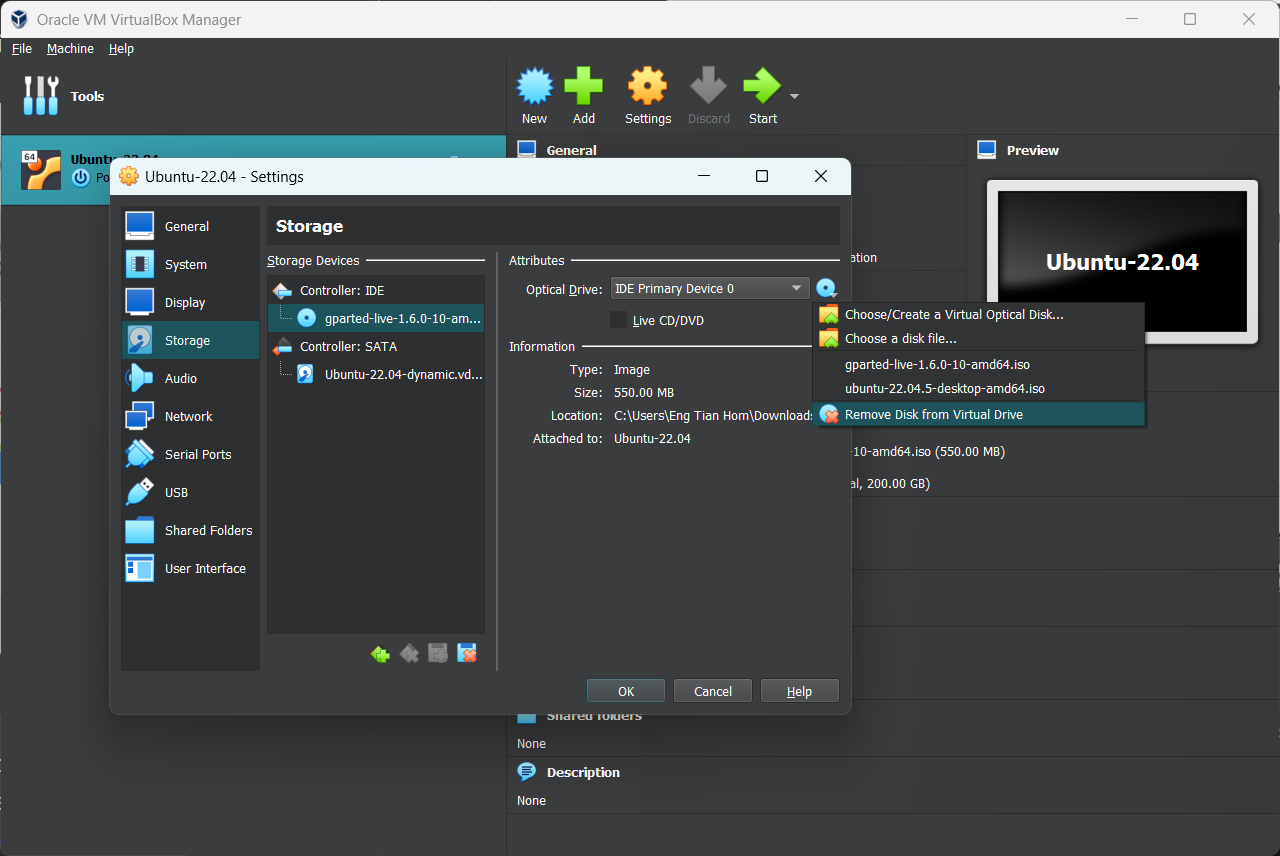 Oracle VM VirtualBox Manager
File Machine Help
Tools
New Add Settings Discard Start
64
General
Preview
Ubuntu-22.04
Ubuntu-22.04 - Settings
General
System
Display
Storage
Audio
Network
Serial Ports
USB
Shared Folders
User Interface
Storage
Storage Devices
Controller: IDE
gparted-live-1.6.0-10-am...
Controller: SATA
Ubuntu-22.04-dynamic.vd...
Attributes
Optical Drive: IDE Primary Device 0
Live CD/DVD
Information
Type: Image
Size: 550.00 MB
Location: C:\Users\Eng Tian Hom\Downloads
Attached to: Ubuntu-22.04
OK Cancel Help
Choose/Create a Virtual Optical Disk...
Choose a disk file...
gparted-live-1.6.0-10-amd64.iso
ubuntu-22.04.5-desktop-amd64.iso
Remove Disk from Virtual Drive
Ubuntu-22.04
-10-amd64.iso (550.00 MB)
al, 200.00 GB)
Shared folders
None
Description
None